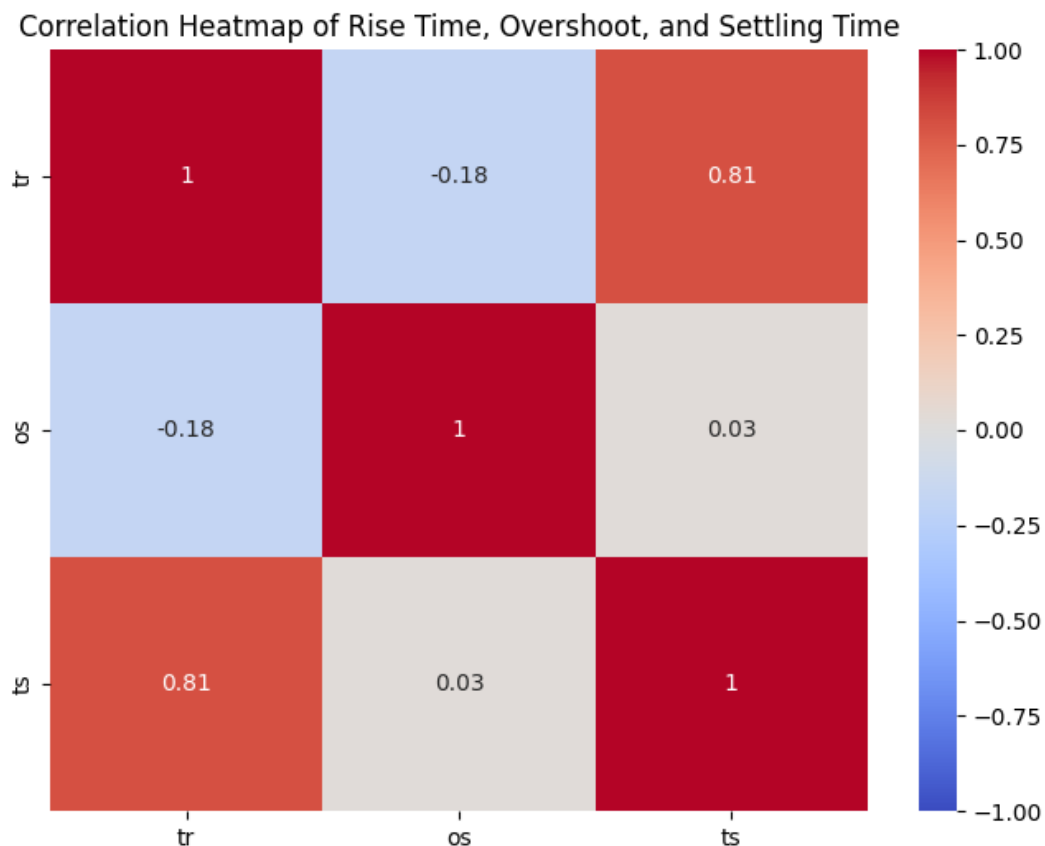 Correlation Heatmap of Rise Time, Overshoot, and Settling Time
tr
1
-0.18
0.81
os
-0.18
1
0.03
ts
0.81
0.03
1
tr
os
ts
1.00
0.75
0.50
0.25
0.00
−0.25
−0.50
−0.75
−1.00